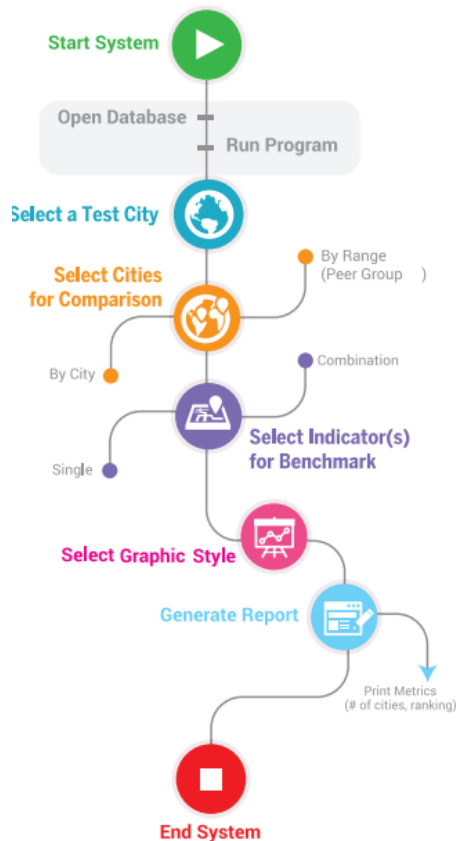 Start System
Open Database
Run Program
Select a Test City
Select Cities
for Comparison
By Range
(Peer Group )
By City
Combination
Select Indicator(s)
for Benchmark
Single
Select Graphic Style
Generate Report
Print Metrics
(# of cities, ranking)
End System